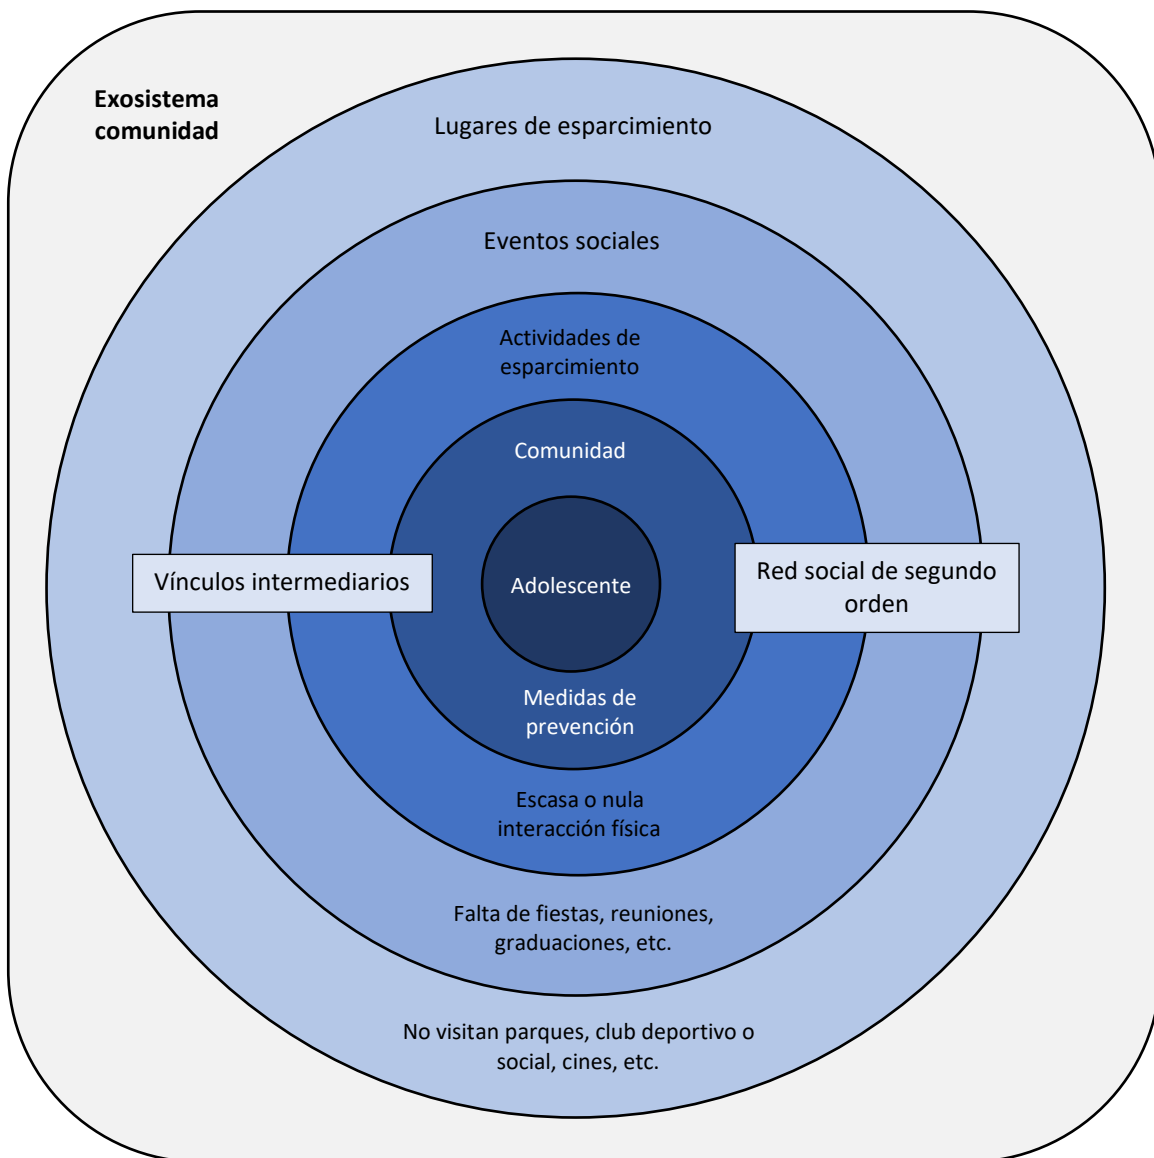 Exosistema
comunidad
Lugares de esparcimiento
Eventos sociales
Actividades de
esparcimiento
Comunidad
Vínculos intermediarios
Adolescente
Red social de segundo
orden
Medidas de
prevención
Escasa o nula
interacción física
Falta de fiestas, reuniones,
graduaciones, etc.
No visitan parques, club deportivo o
social, cines, etc.